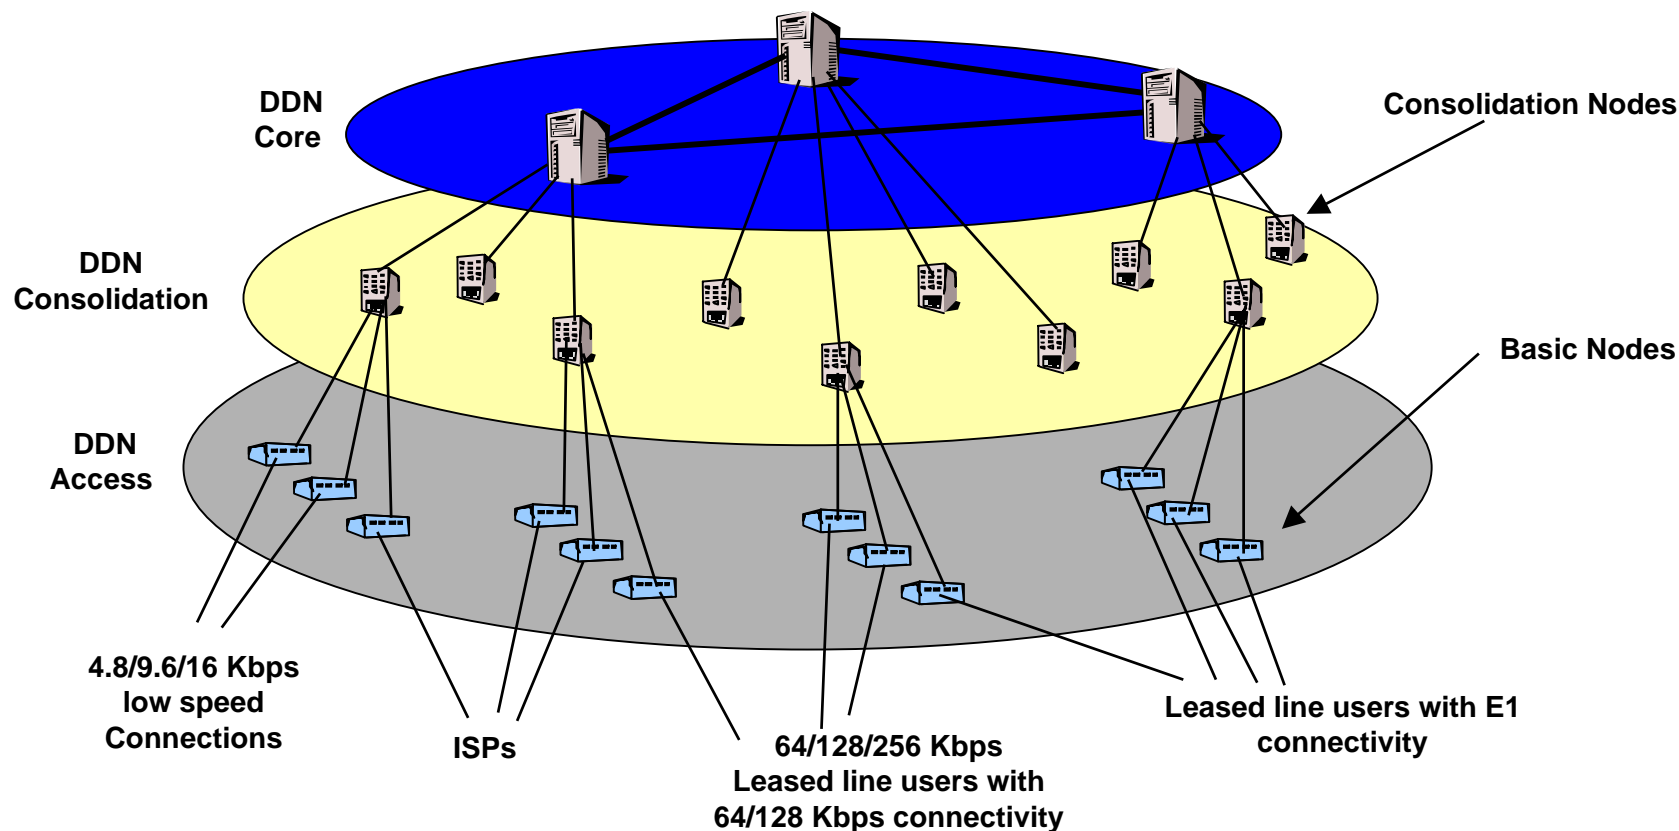 DDN
Core
Consolidation Nodes
DDN
Consolidation
Basic Nodes
DDN
Access
4.8/9.6/16 Kbps
low speed
Connections
ISPs
64/128/256 Kbps
Leased line users with
64/128 Kbps connectivity
Leased line users with E1
connectivity